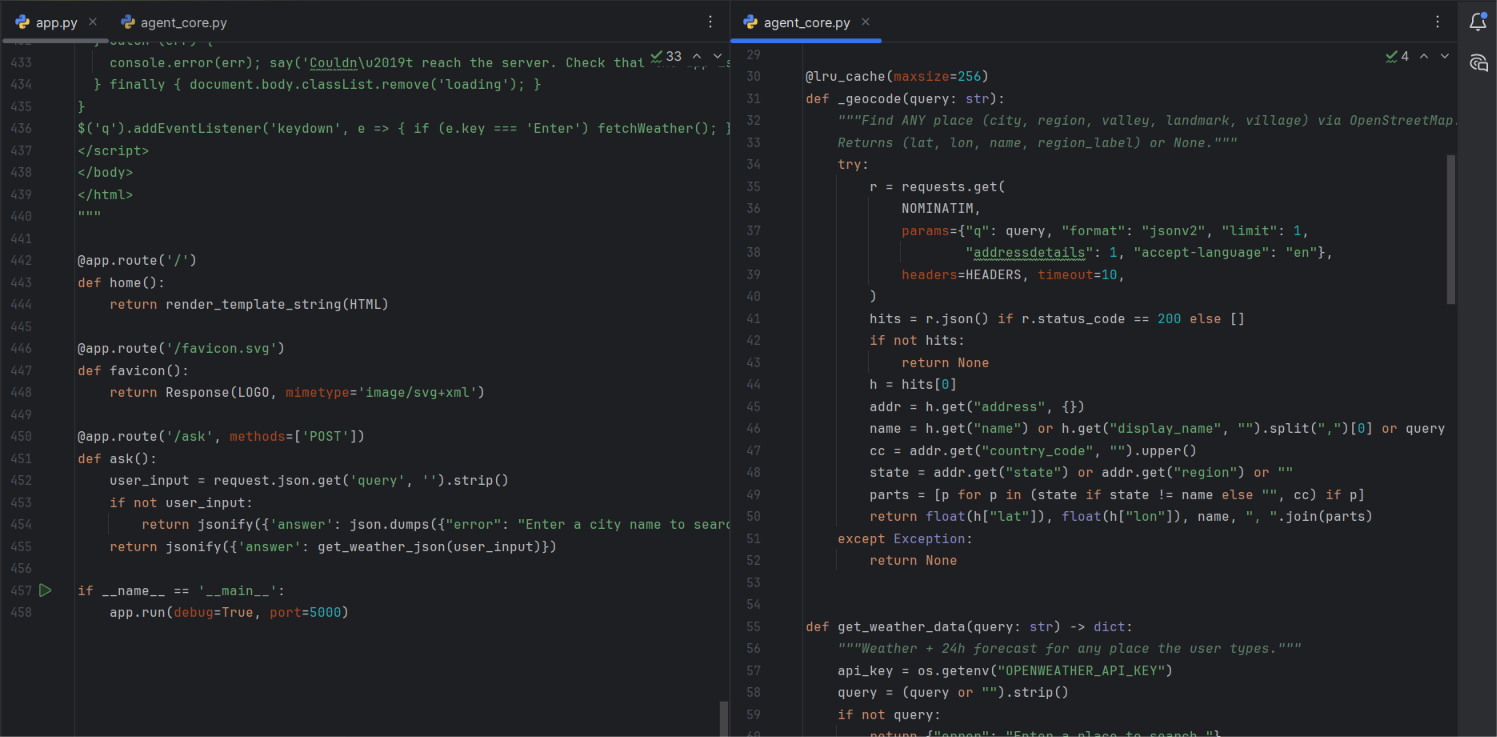 app.py
agent_core.py
33
433 console.error(err); say('Couldn\u2019t reach the server. Check that
434 } finally { document.body.classList.remove('loading'); }
435 }
436 $('q').addEventListener('keydown', e => { if (e.key === 'Enter') fetchWeather(); }
437 </script>
438 </body>
439 </html>
440 """
441
442 @app.route('/')
443 def home():
444 return render_template_string(HTML)
445
446 @app.route('/favicon.svg')
447 def favicon():
448 return Response(LOGO, mimetype='image/svg+xml')
449
450 @app.route('/ask', methods=['POST'])
451 def ask():
452 user_input = request.json.get('query', '').strip()
453 if not user_input:
454 return jsonify({'answer': json.dumps({"error": "Enter a city name to sear
455 return jsonify({'answer': get_weather_json(user_input)})
456
457 if __name__ == '__main__':
458 app.run(debug=True, port=5000)
agent_core.py
4
29
30 @lru_cache(maxsize=256)
31 def _geocode(query: str):
32 """Find ANY place (city, region, valley, landmark, village) via OpenStreetMap.
33 Returns (lat, lon, name, region_label) or None."""
34 try:
35 r = requests.get(
36 NOMINATIM,
37 params={"q": query, "format": "jsonv2", "limit": 1,
38 "addressdetails": 1, "accept-language": "en"},
39 headers=HEADERS, timeout=10,
40 )
41 hits = r.json() if r.status_code == 200 else []
42 if not hits:
43 return None
44 h = hits[0]
45 addr = h.get("address", {})
46 name = h.get("name") or h.get("display_name", "").split(",")[0] or query
47 cc = addr.get("country_code", "").upper()
48 state = addr.get("state") or addr.get("region") or ""
49 parts = [p for p in (state if state != name else "", cc) if p]
50 return float(h["lat"]), float(h["lon"]), name, ", ".join(parts)
51 except Exception:
52 return None
53
54
55 def get_weather_data(query: str) -> dict:
56 """Weather + 24h forecast for any place the user types."""
57 api_key = os.getenv("OPENWEATHER_API_KEY")
58 query = (query or "").strip()
59 if not query:
60 return {"error": "Enter a place to search."}